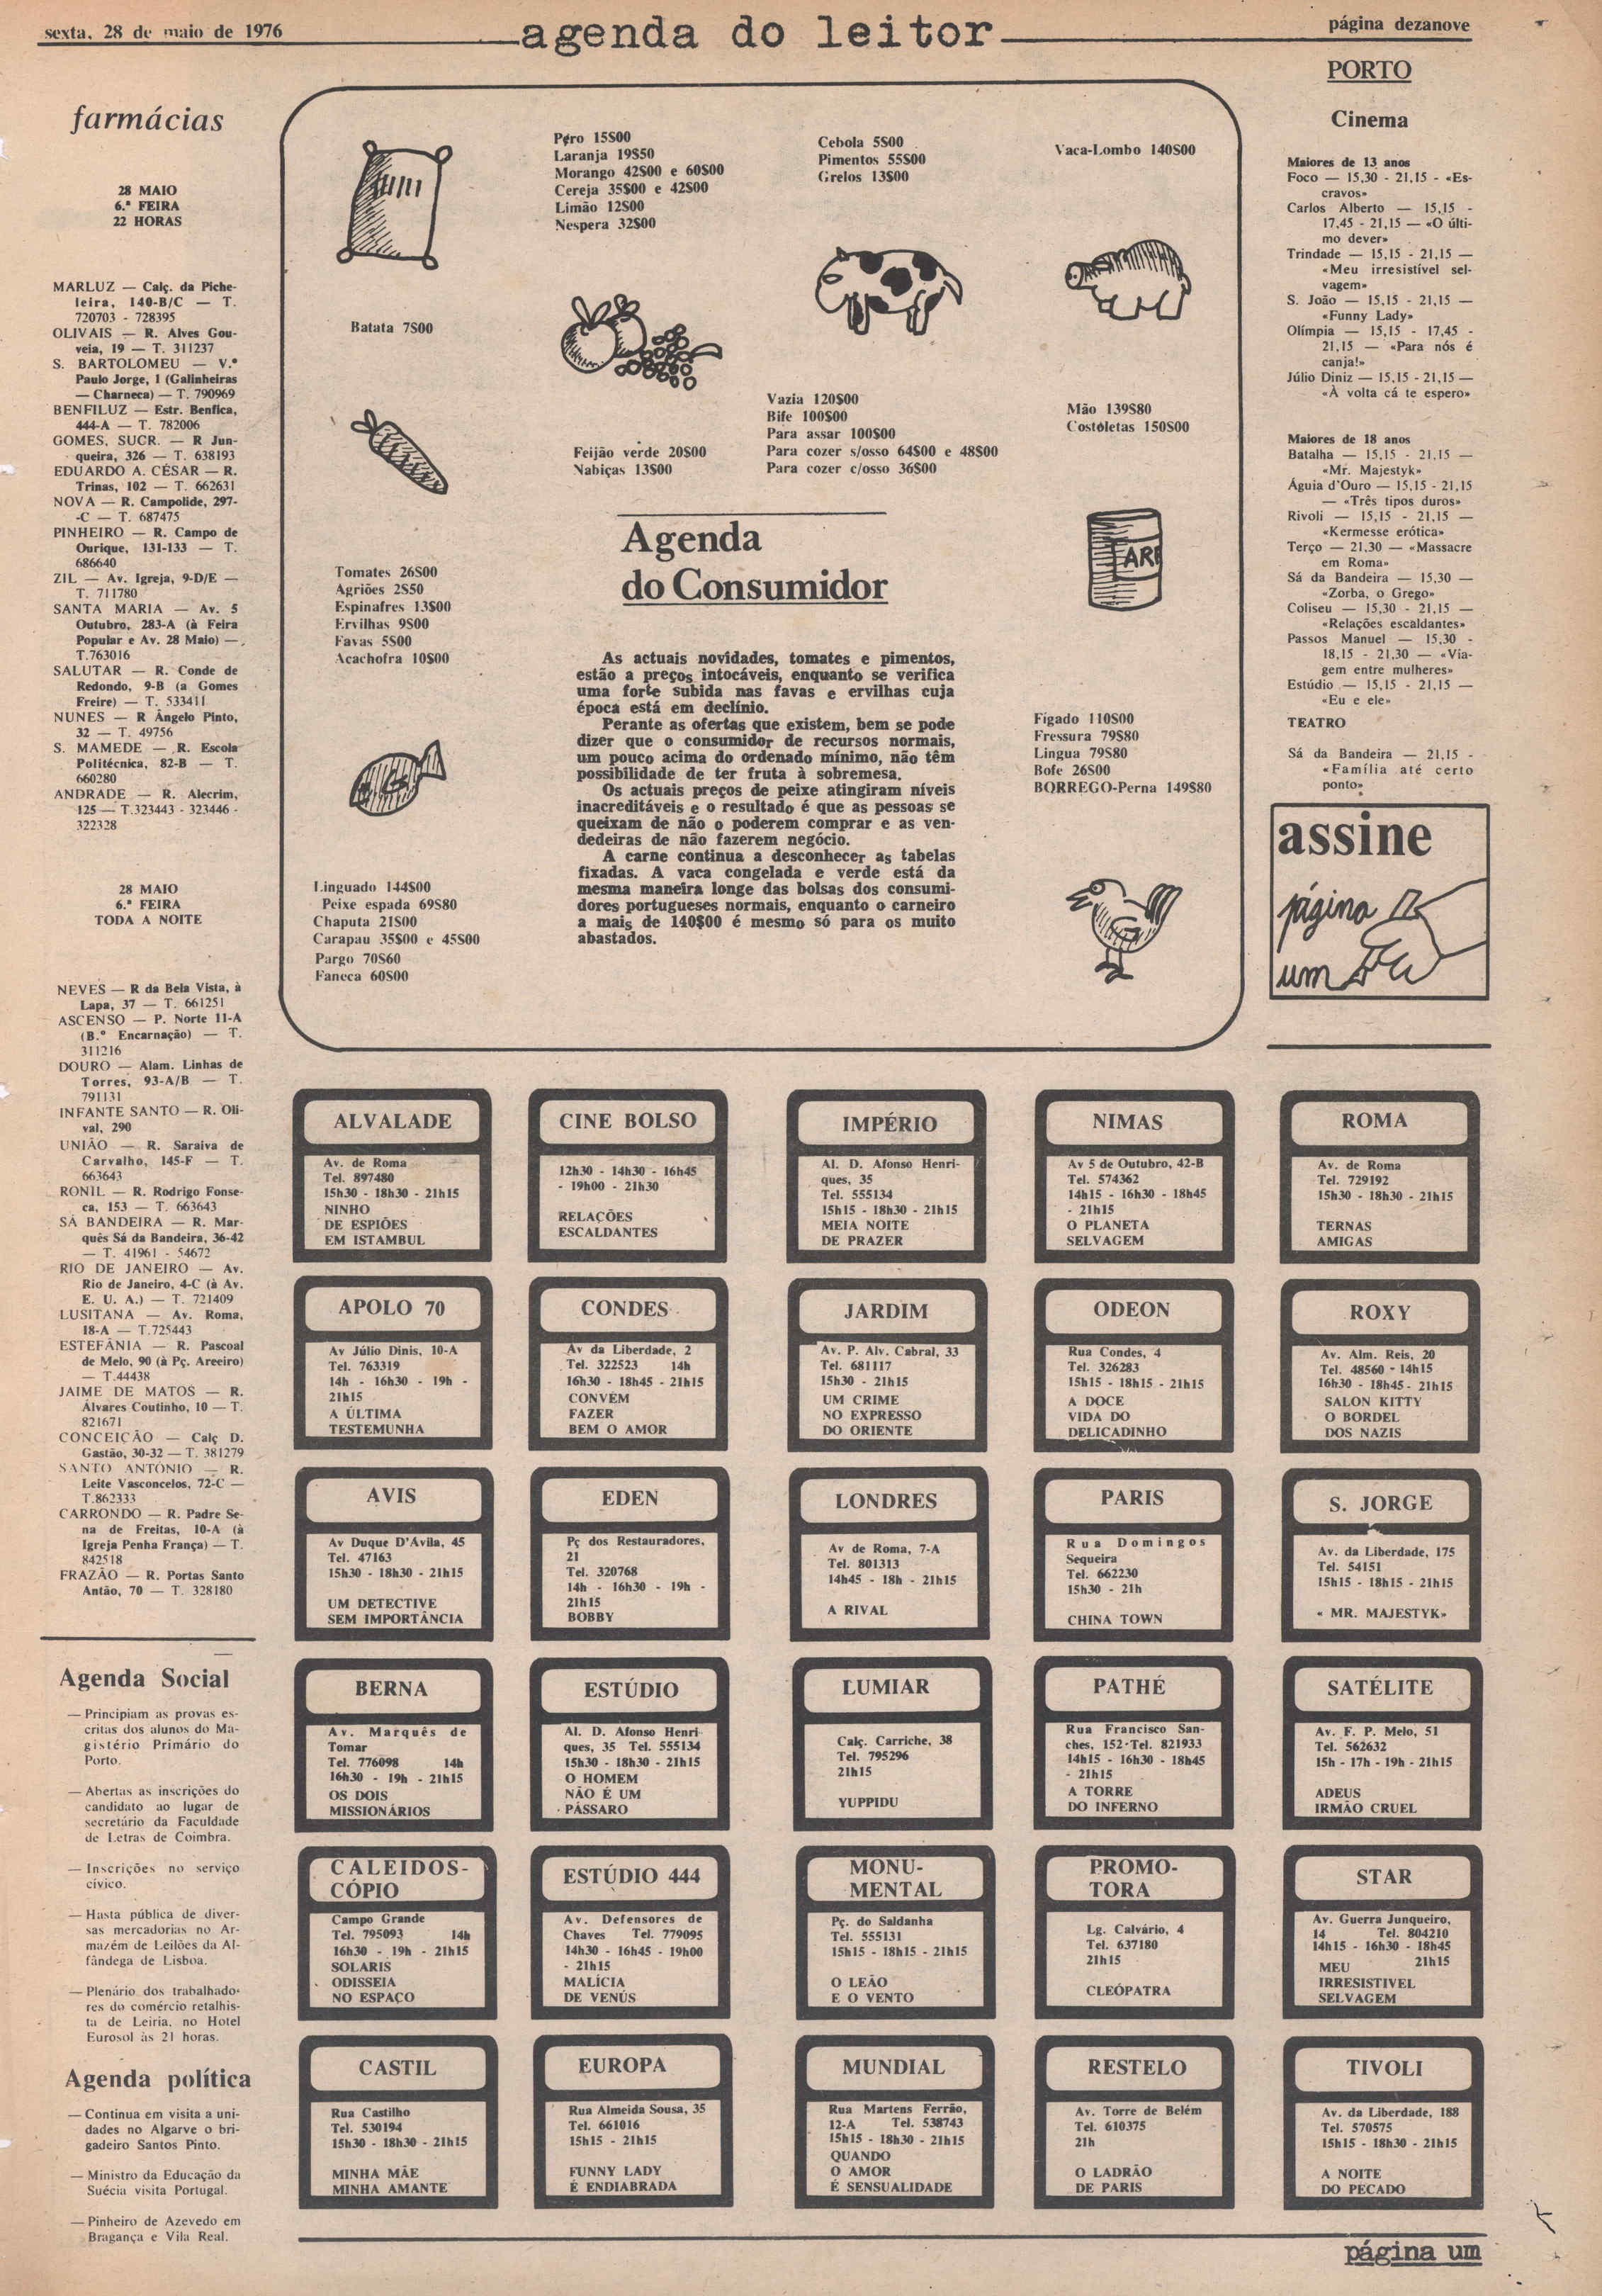 sexta, 28 de maio de 1976
agenda do leitor
página dezanove
farmácias
28 MAIO
6.ª FEIRA
22 HORAS
MARLUZ — Calç. da Piche-
leira, 140-B/C — T.
720703 - 728395
OLIVAIS — R. Alves Gou-
veia, 19 — T. 311237
S. BARTOLOMEU — V.ª
Paulo Jorge, 1 (Galinheiras
— Charneca) — T. 790969
BENFILUZ — Estr. Benfica,
444-A — T. 782006
GOMES, SUCR. — R Jun-
queira, 326 — T. 638193
EDUARDO A. CÉSAR — R.
Trinas, 102 — T. 662631
NOVA — R. Campolide, 297-
-C — T. 687475
PINHEIRO — R. Campo de
Ourique, 131-133 — T.
686640
ZIL — Av. Igreja, 9-D/E —
T. 711780
SANTA MARIA — Av. 5
Outubro, 283-A (à Feira
Popular e Av. 28 Maio) —
T.763016
SALUTAR — R. Conde de
Redondo, 9-B (a Gomes
Freire) — T. 533411
NUNES — R Ângelo Pinto,
32 — T. 49756
S. MAMEDE — R. Escola
Politécnica, 82-B — T.
660280
ANDRADE — R. Alecrim,
125 — T.323443 - 323446 -
322328
28 MAIO
6.ª FEIRA
TODA A NOITE
NEVES — R da Bela Vista, à
Lapa, 37 — T. 661251
ASCENSO — P. Norte 11-A
(B.º Encarnação) — T.
311216
DOURO — Alam. Linhas de
Torres, 93-A/B — T.
791131
INFANTE SANTO — R. Oli-
val, 290
UNIÃO — R. Saraiva de
Carvalho, 145-F — T.
663643
RONIL — R. Rodrigo Fonse-
ca, 153 — T. 663643
SÁ BANDEIRA — R. Mar-
quês Sá da Bandeira, 36-42
— T. 41961 - 54672
RIO DE JANEIRO — Av.
Rio de Janeiro, 4-C (à Av.
E. U. A.) — T. 721409
LUSITANA — Av. Roma,
18-A — T.725443
ESTEFÂNIA — R. Pascoal
de Melo, 90 (à Pç. Areeiro)
— T.44438
JAIME DE MATOS — R.
Álvares Coutinho, 10 — T.
821671
CONCEIÇÃO — Calç D.
Gastão, 30-32 — T. 381279
SANTO ANTÓNIO — R.
Leite Vasconcelos, 72-C —
T.862333
CARRONDO — R. Padre Se-
na de Freitas, 10-A (à
Igreja Penha França) — T.
842518
FRAZÃO — R. Portas Santo
Antão, 70 — T. 328180
Agenda Social
— Principiam as provas es-
critas dos alunos do Ma-
gistério Primário do
Porto.
— Abertas as inscrições do
candidato ao lugar de
secretário da Faculdade
de Letras de Coimbra.
— Inscrições no serviço
cívico.
— Hasta pública de diver-
sas mercadorias no Ar-
mazém de Leilões da Al-
fândega de Lisboa.
— Plenário dos trabalhado-
res do comércio retalhis-
ta de Leiria, no Hotel
Eurosol às 21 horas.
Agenda política
— Continua em visita a uni-
dades no Algarve o bri-
gadeiro Santos Pinto.
— Ministro da Educação da
Suécia visita Portugal.
— Pinheiro de Azevedo em
Bragança e Vila Real.
Batata 7$00
Pero 15$00
Laranja 19$50
Morango 42$00 e 60$00
Cereja 35$00 e 42$00
Limão 12$00
Nespera 32$00
Cebola 5$00
Pimentos 55$00
Grelos 13$00
Vaca-Lombo 140$00
Feijão verde 20$00
Nabiças 13$00
Vazia 120$00
Bife 100$00
Para assar 100$00
Para cozer s/osso 64$00 e 48$00
Para cozer c/osso 36$00
Mão 139$80
Costoletas 150$00
Tomates 26$00
Agriões 2$50
Espinafres 13$00
Ervilhas 9$00
Favas 5$00
Acachofra 10$00
Agenda
do Consumidor
As actuais novidades, tomates e pimentos,
estão a preços intocáveis, enquanto se verifica
uma forte subida nas favas e ervilhas cuja
época está em declínio.
Perante as ofertas que existem, bem se pode
dizer que o consumidor de recursos normais,
um pouco acima do ordenado mínimo, não têm
possibilidade de ter fruta à sobremesa.
Os actuais preços de peixe atingiram níveis
inacreditáveis e o resultado é que as pessoas se
queixam de não o poderem comprar e as ven-
dedeiras de não fazerem negócio.
A carne continua a desconhecer as tabelas
fixadas. A vaca congelada e verde está da
mesma maneira longe das bolsas dos consumi-
dores portugueses normais, enquanto o carneiro
a mais de 140$00 é mesmo só para os muito
abastados.
ARI
Fígado 110$00
Fressura 79$80
Lingua 79$80
Bofe 26$00
BORREGO-Perna 149$80
Linguado 144$00
Peixe espada 69$80
Chaputa 21$00
Carapau 35$00 e 45$00
Pargo 70$60
Faneca 60$00
PORTO
Cinema
Maiores de 13 anos
Foco — 15,30 - 21,15 - «Es-
cravos»
Carlos Alberto — 15,15 -
17,45 - 21,15 — «O últi-
mo dever»
Trindade — 15,15 - 21,15 —
«Meu irresistível sel-
vagem»
S. João — 15,15 - 21,15 —
«Funny Lady»
Olímpia — 15,15 - 17,45 -
21,15 — «Para nós é
canja!»
Júlio Diniz — 15,15 - 21,15 —
«À volta cá te espero»
Maiores de 18 anos
Batalha — 15,15 - 21,15 —
«Mr. Majestyk»
Águia d'Ouro — 15,15 - 21,15
— «Três tipos duros»
Rivoli — 15,15 - 21,15 —
«Kermesse erótica»
Terço — 21,30 — «Massacre
em Roma»
Sá da Bandeira — 15,30 —
«Zorba, o Grego»
Coliseu — 15,30 - 21,15 —
«Relações escaldantes»
Passos Manuel — 15,30 -
18,15 - 21,30 — «Via-
gem entre mulheres»
Estúdio — 15,15 - 21,15 —
«Eu e ele»
TEATRO
Sá da Bandeira — 21,15 -
«Família até certo
ponto»
assine
página
um
ALVALADE
Av. de Roma
Tel. 897480
15h30 - 18h30 - 21h15
NINHO
DE ESPIÕES
EM ISTAMBUL
CINE BOLSO
12h30 - 14h30 - 16h45
- 19h00 - 21h30
RELAÇÕES
ESCALDANTES
IMPÉRIO
Al. D. Afonso Henri-
ques, 35
Tel. 555134
15h15 - 18h30 - 21h15
MEIA NOITE
DE PRAZER
NIMAS
Av 5 de Outubro, 42-B
Tel. 574362
14h15 - 16h30 - 18h45
- 21h15
O PLANETA
SELVAGEM
ROMA
Av. de Roma
Tel. 729192
15h30 - 18h30 - 21h15
TERNAS
AMIGAS
APOLO 70
Av Júlio Dinis, 10-A
Tel. 763319
14h - 16h30 - 19h -
21h15
A ÚLTIMA
TESTEMUNHA
CONDES
Av da Liberdade, 2
Tel. 322523 14h
16h30 - 18h45 - 21h15
CONVÉM
FAZER
BEM O AMOR
JARDIM
Av. P. Alv. Cabral, 33
Tel. 681117
15h30 - 21h15
UM CRIME
NO EXPRESSO
DO ORIENTE
ODEON
Rua Condes, 4
Tel. 326283
15h15 - 18h15 - 21h15
A DOCE
VIDA DO
DELICADINHO
ROXY
Av. Alm. Reis, 20
Tel. 48560 - 14h15
16h30 - 18h45 - 21h15
SALON KITTY
O BORDEL
DOS NAZIS
AVIS
Av Duque D'Avila, 45
Tel. 47163
15h30 - 18h30 - 21h15
UM DETECTIVE
SEM IMPORTÂNCIA
EDEN
Pç dos Restauradores,
21
Tel. 320768
14h - 16h30 - 19h -
21h15
BOBBY
LONDRES
Av de Roma, 7-A
Tel. 801313
14h45 - 18h - 21h15
A RIVAL
PARIS
Rua Domingos
Sequeira
Tel. 662230
15h30 - 21h
CHINA TOWN
S. JORGE
Av. da Liberdade, 175
Tel. 54151
15h15 - 18h15 - 21h15
« MR. MAJESTYK»
BERNA
Av. Marquês de
Tomar
Tel. 776098 14h
16h30 - 19h - 21h15
OS DOIS
MISSIONÁRIOS
ESTÚDIO
Al. D. Afonso Henri-
ques, 35 Tel. 555134
15h30 - 18h30 - 21h15
O HOMEM
NÃO É UM
PÁSSARO
LUMIAR
Calç. Carriche, 38
Tel. 795296
21h15
YUPPIDU
PATHÉ
Rua Francisco San-
ches, 152-Tel. 821933
14h15 - 16h30 - 18h45
- 21h15
A TORRE
DO INFERNO
SATÉLITE
Av. F. P. Melo, 51
Tel. 562632
15h - 17h - 19h - 21h15
ADEUS
IRMÃO CRUEL
CALEIDOS-
CÓPIO
Campo Grande
Tel. 795093 14h
16h30 - 19h - 21h15
SOLARIS
ODISSEIA
NO ESPAÇO
ESTÚDIO 444
Av. Defensores de
Chaves Tel. 779095
14h30 - 16h45 - 19h00
- 21h15
MALÍCIA
DE VENÚS
MONU-
MENTAL
Pç. do Saldanha
Tel. 555131
15h15 - 18h15 - 21h15
O LEÃO
E O VENTO
PROMO-
TORA
Lg. Calvário, 4
Tel. 637180
21h15
CLEÓPATRA
STAR
Av. Guerra Junqueiro,
14 Tel. 804210
14h15 - 16h30 - 18h45
21h15
MEU
IRRESISTIVEL
SELVAGEM
CASTIL
Rua Castilho
Tel. 530194
15h30 - 18h30 - 21h15
MINHA MÃE
MINHA AMANTE
EUROPA
Rua Almeida Sousa, 35
Tel. 661016
15h15 - 21h15
FUNNY LADY
É ENDIABRADA
MUNDIAL
Rua Martens Ferrão,
12-A Tel. 538743
15h15 - 18h30 - 21h15
QUANDO
O AMOR
É SENSUALIDADE
RESTELO
Av. Torre de Belém
Tel. 610375
21h
O LADRÃO
DE PARIS
TIVOLI
Av. da Liberdade, 188
Tel. 570575
15h15 - 18h30 - 21h15
A NOITE
DO PECADO
página um